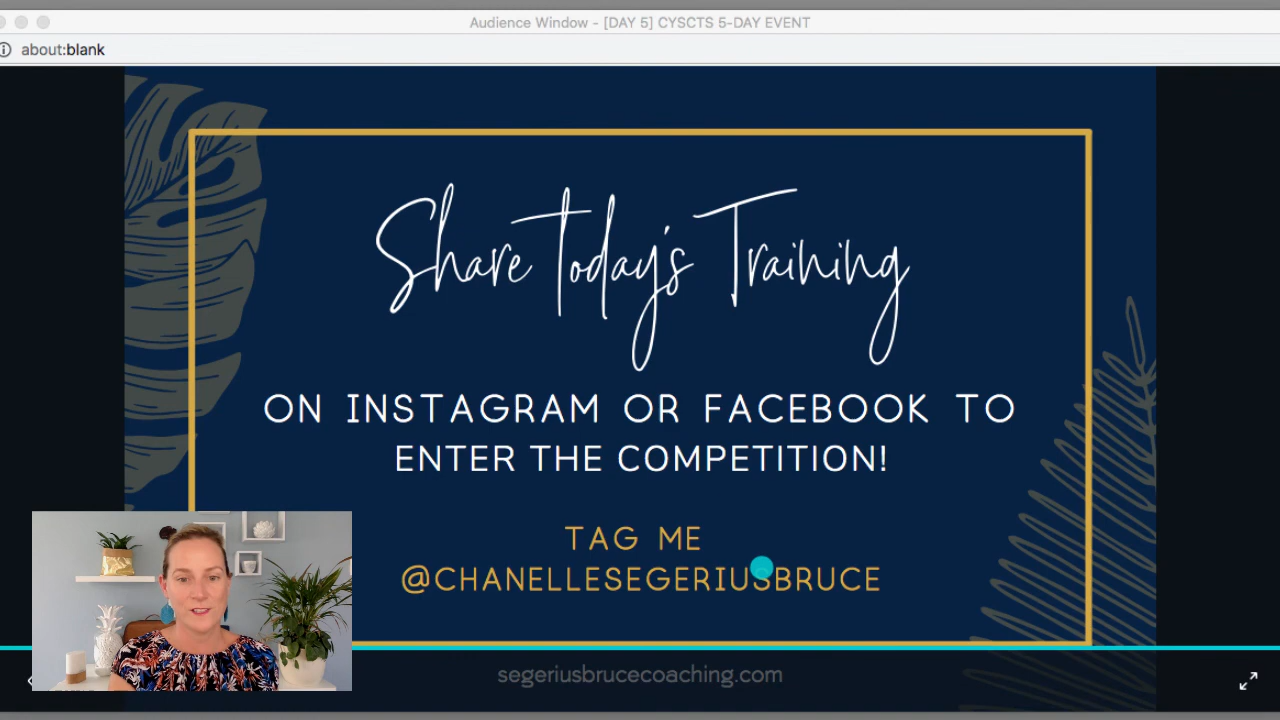 Audience Window - [DAY 5] CYSCTS 5-DAY EVENT
about:blank
Share Today's Training
ON INSTAGRAM OR FACEBOOK TO
ENTER THE COMPETITION!
TAG ME
@CHANELLESEGERIUSBRUCE
segeriusbrucecoaching.com